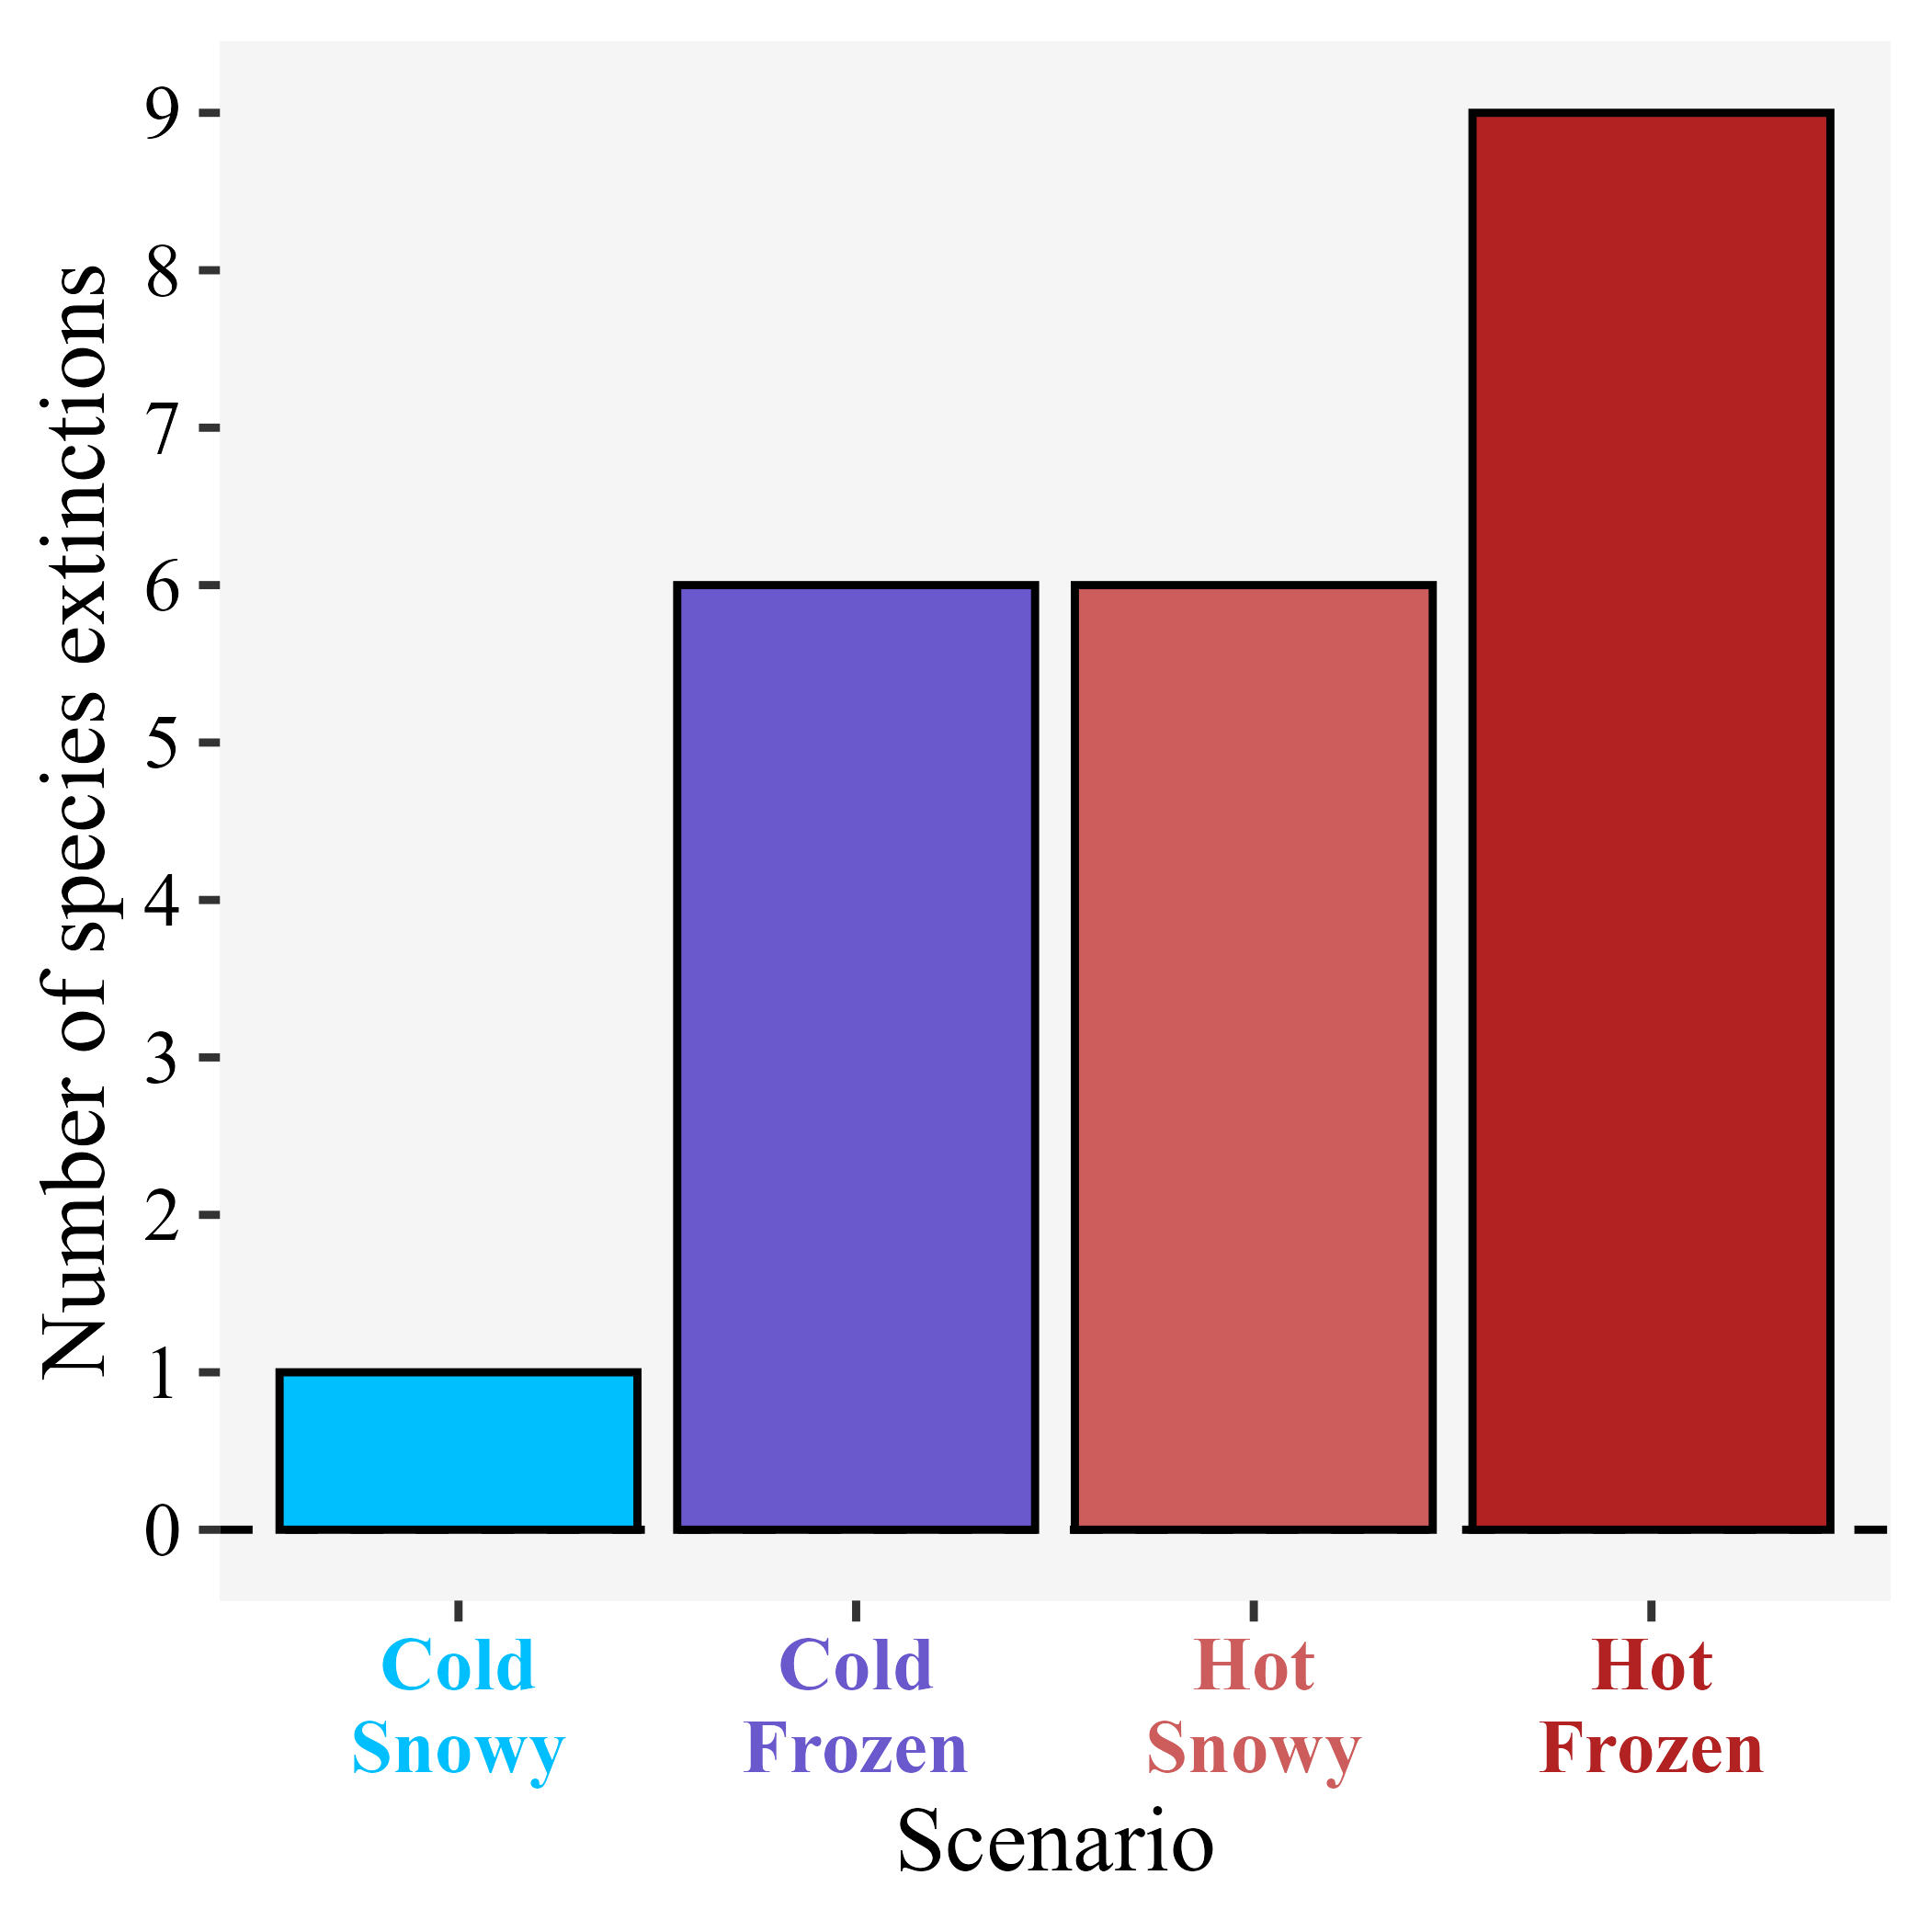 Number of species extinctions
9
8
7
6
5
4
3
2
1
0
Cold Snowy
Cold Frozen
Hot Snowy
Hot Frozen
Scenario